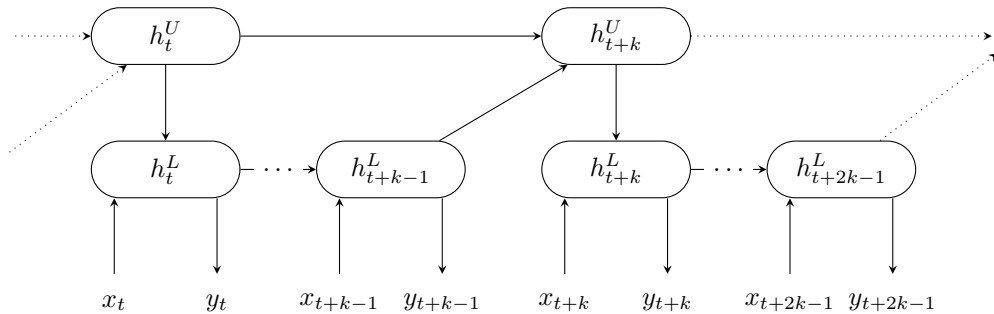 h_t^U h_{t+k}^U
h_t^L ··· h_{t+k-1}^L h_{t+k}^L ··· h_{t+2k-1}^L
x_t y_t x_{t+k-1} y_{t+k-1} x_{t+k} y_{t+k} x_{t+2k-1} y_{t+2k-1}